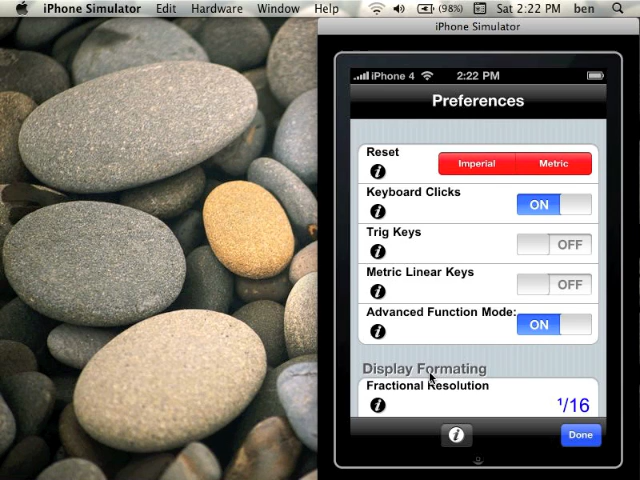 iPhone Simulator Edit Hardware Window Help (98%) Sat 2:22 PM ben
iPhone Simulator
iPhone 4 2:22 PM
Preferences
Reset
Imperial Metric
Keyboard Clicks
ON
Trig Keys
OFF
Metric Linear Keys
OFF
Advanced Function Mode:
ON
Display Formating
Fractional Resolution
1/16
Done